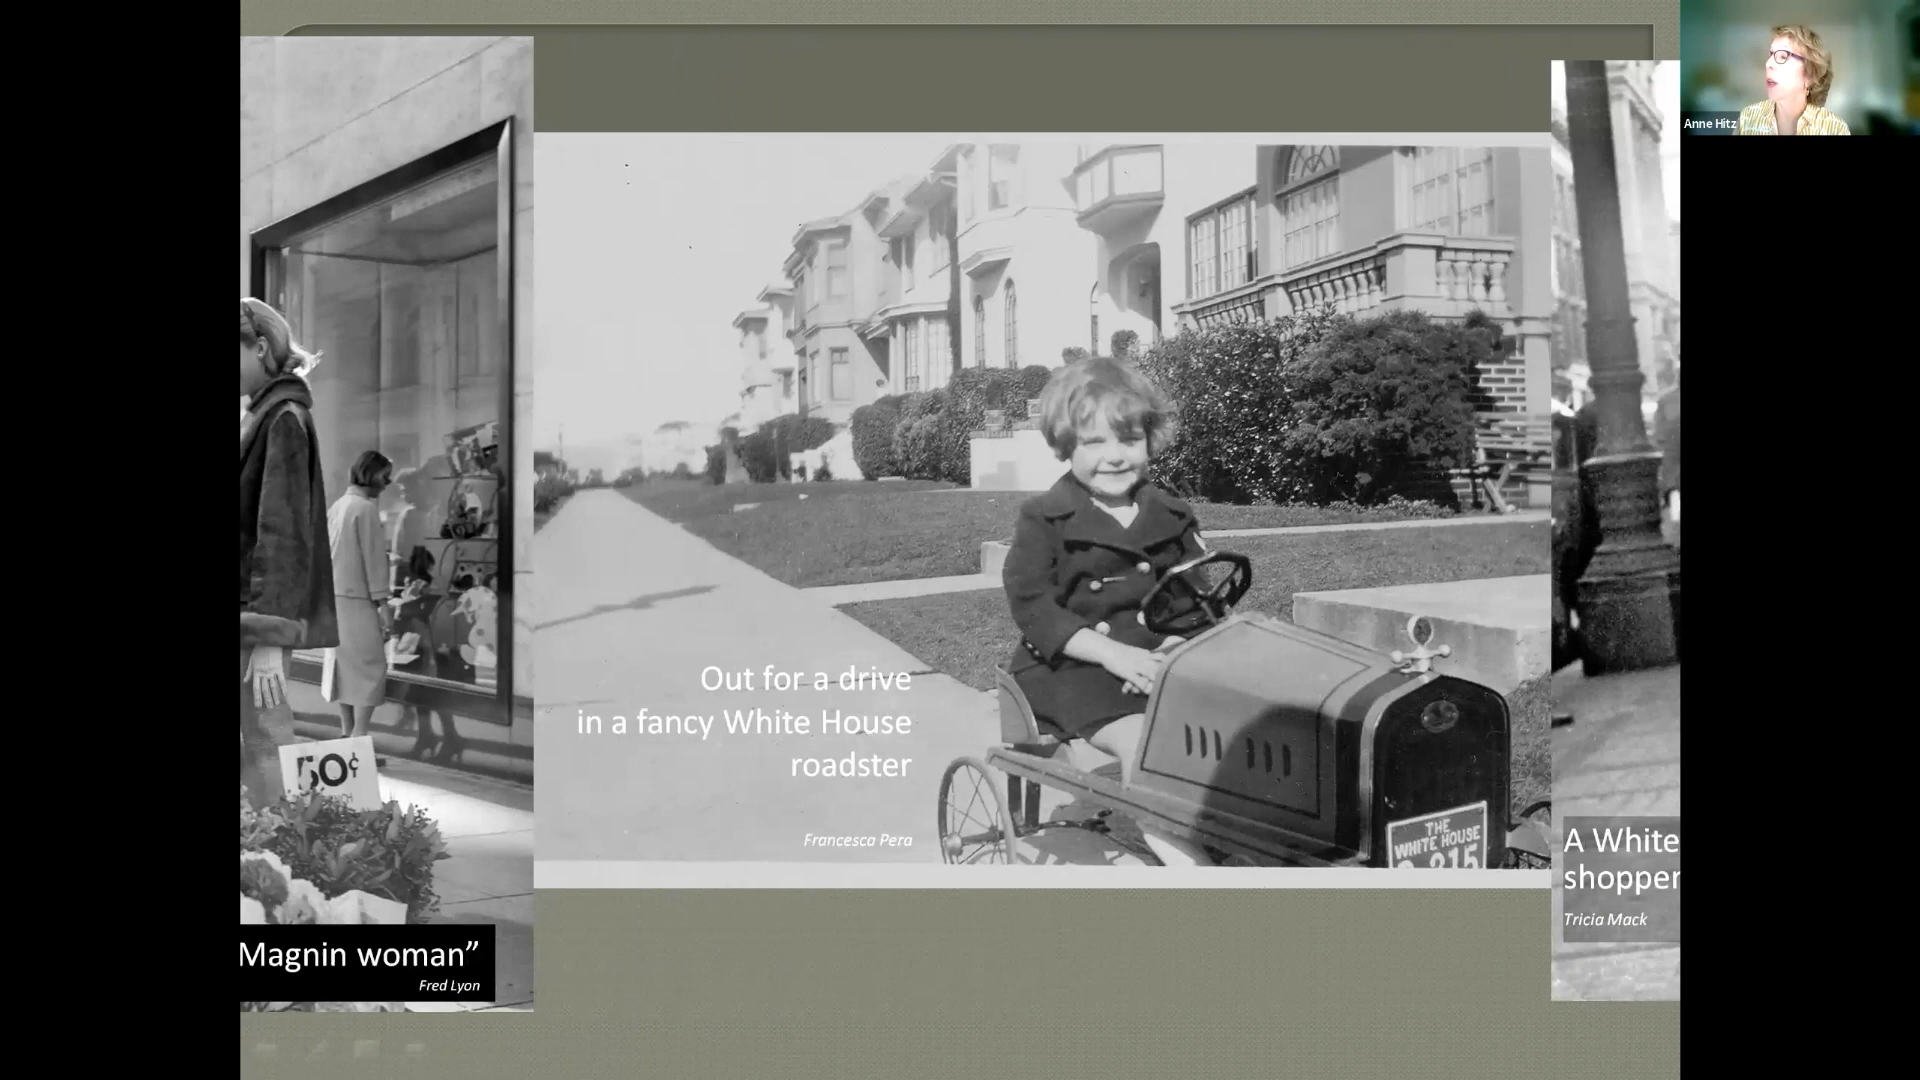 Anne Hitz
50¢
Magnin woman”
Fred Lyon
Out for a drive
in a fancy White House
roadster
Francesca Pera
THE
WHITE HOUSE
215
A White
shopper
Tricia Mack